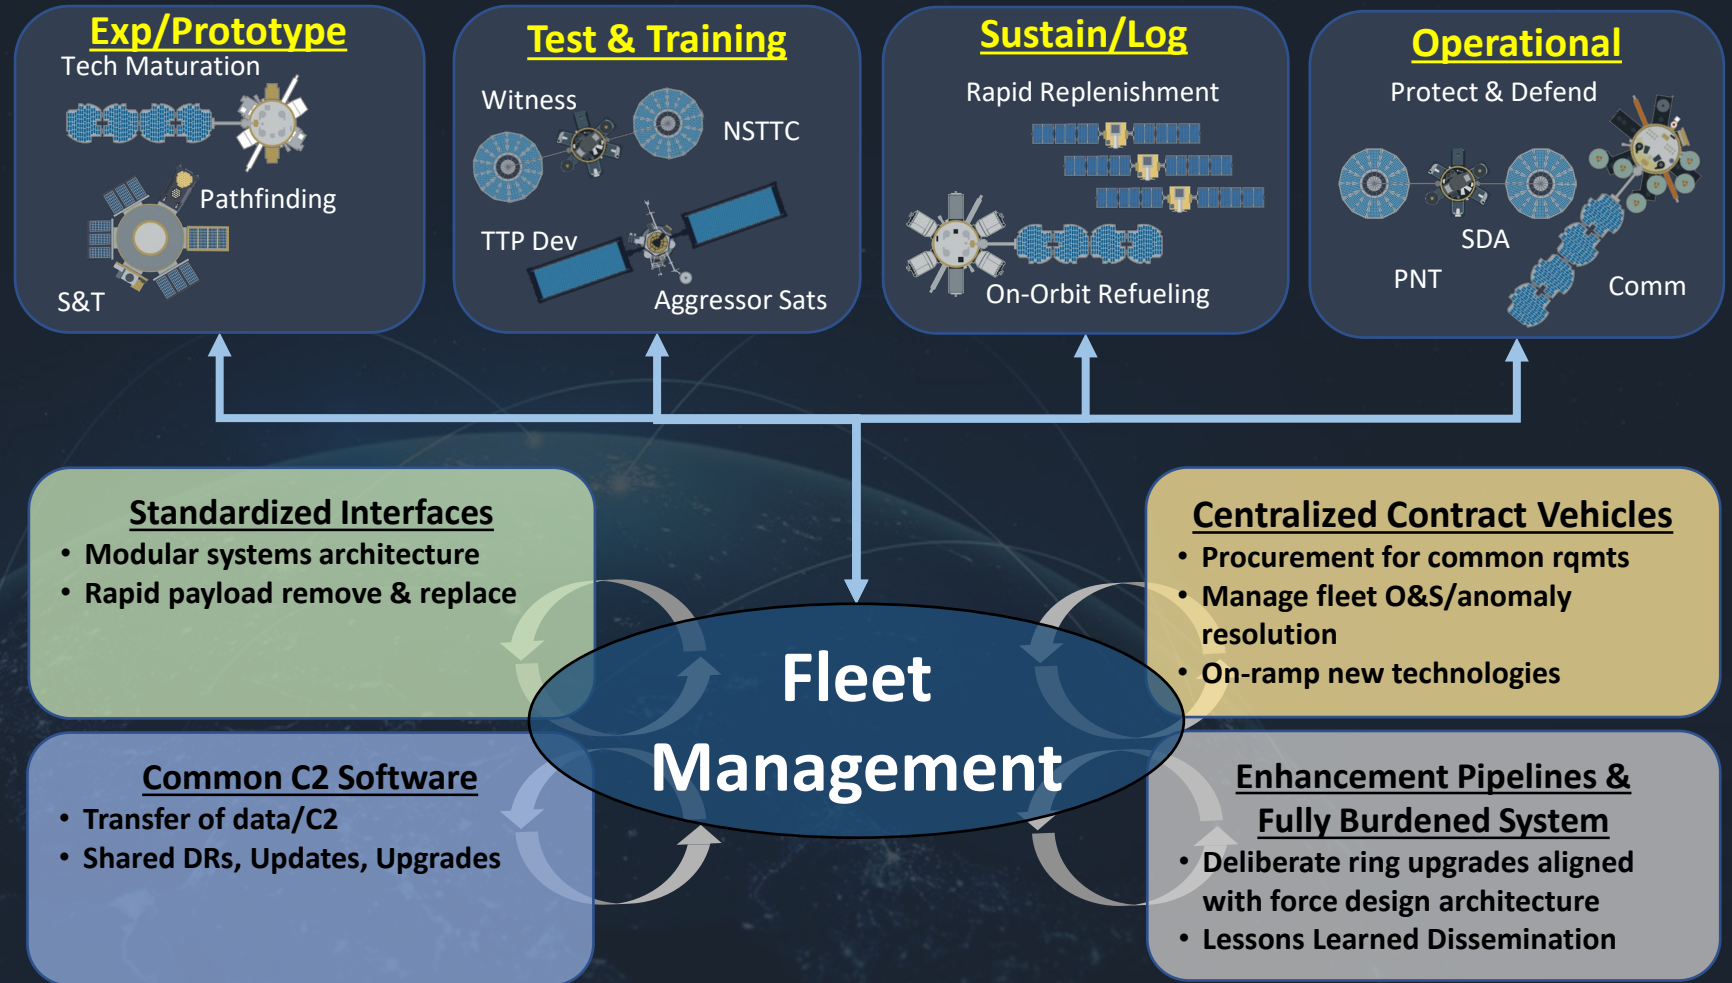 Exp/Prototype
Tech Maturation
Pathfinding
S&T
Test & Training
Witness
NSTTC
TTP Dev
Aggressor Sats
Sustain/Log
Rapid Replenishment
On-Orbit Refueling
Operational
Protect & Defend
SDA
PNT
Comm
Standardized Interfaces
• Modular systems architecture
• Rapid payload remove & replace
Centralized Contract Vehicles
• Procurement for common rqmts
• Manage fleet O&S/anomaly
resolution
• On-ramp new technologies
Fleet
Management
Common C2 Software
• Transfer of data/C2
• Shared DRs, Updates, Upgrades
Enhancement Pipelines &
Fully Burdened System
• Deliberate ring upgrades aligned
with force design architecture
• Lessons Learned Dissemination